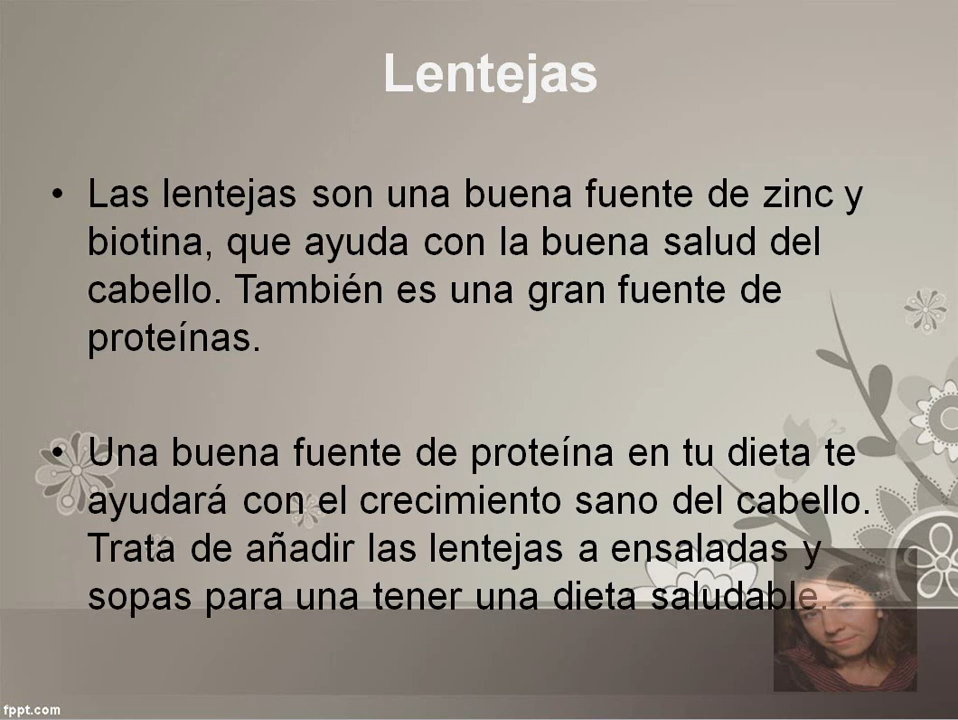 Lentejas
• Las lentejas son una buena fuente de zinc y
biotina, que ayuda con la buena salud del
cabello. También es una gran fuente de
proteínas.
• Una buena fuente de proteína en tu dieta te
ayudará con el crecimiento sano del cabello.
Trata de añadir las lentejas a ensaladas y
sopas para una tener una dieta saludable.
fppt.com